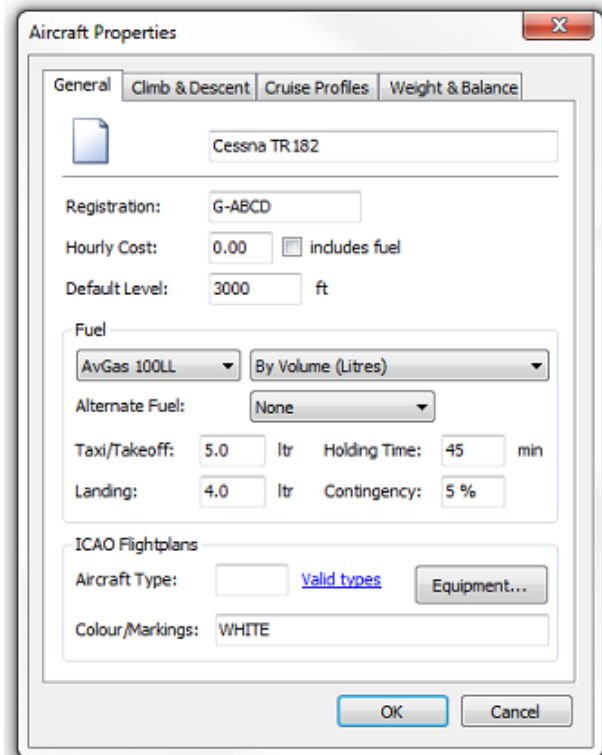 Aircraft Properties
General Climb & Descent Cruise Profiles Weight & Balance
Cessna TR182
Registration: G-ABCD
Hourly Cost: 0.00 includes fuel
Default Level: 3000 ft
Fuel
AvGas 100LL By Volume (Litres)
Alternate Fuel: None
Taxi/Takeoff: 5.0 ltr Holding Time: 45 min
Landing: 4.0 ltr Contingency: 5 %
ICAO Flightplans
Aircraft Type: Valid types Equipment...
Colour/Markings: WHITE
OK Cancel